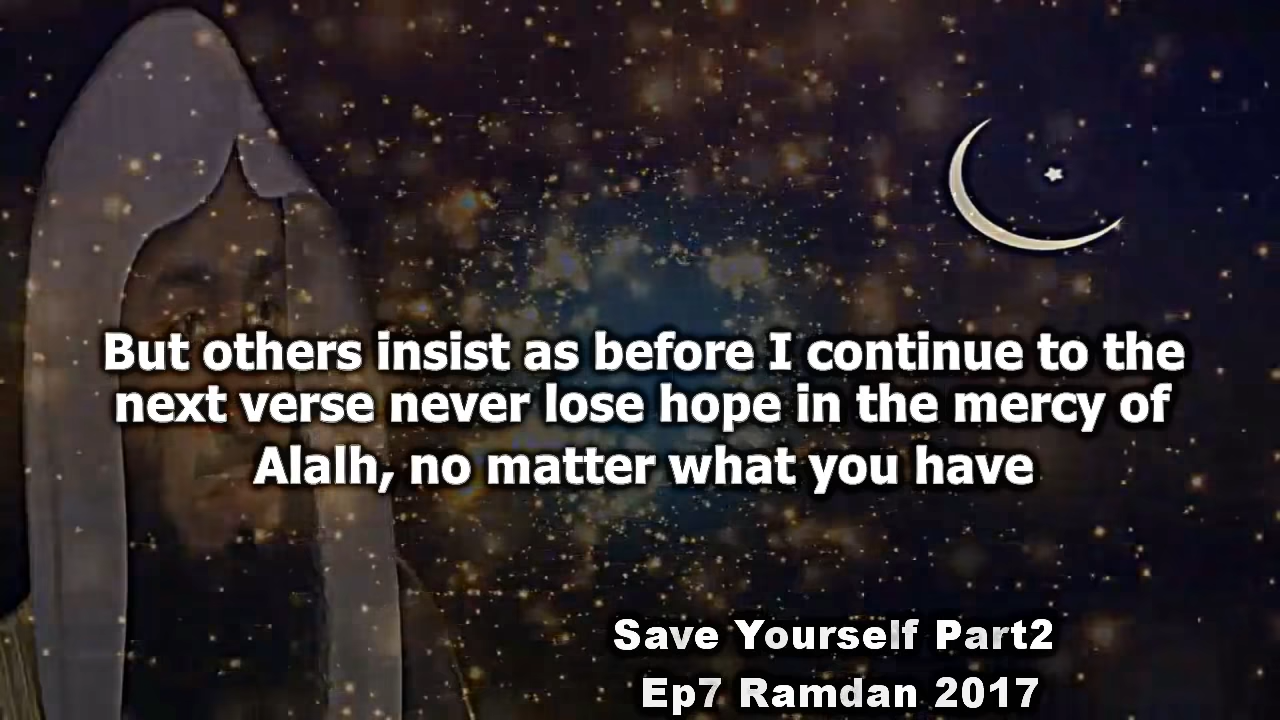 But others insist as before I continue to the
next verse never lose hope in the mercy of
Alalh, no matter what you have
Save Yourself Part2
Ep7 Ramdan 2017